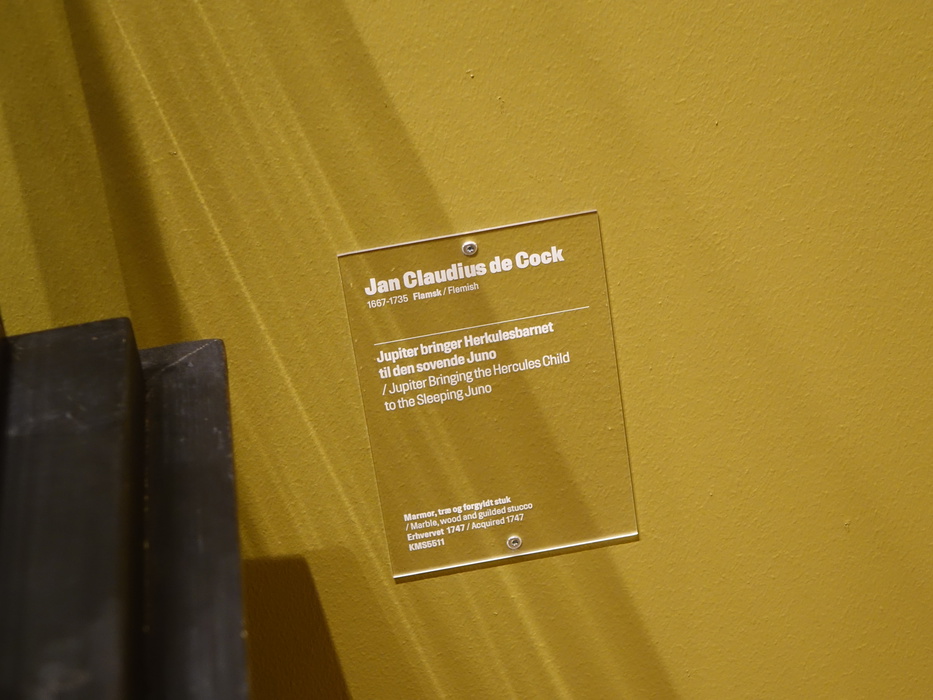 Jan Claudius de Cock
1667-1735 Flamsk / Flemish
Jupiter bringer Herkulesbarnet
til den sovende Juno
/ Jupiter Bringing the Hercules Child
to the Sleeping Juno
Marmor, træ og forgyldt stuk
/ Marble, wood and guilded stucco
Erhvervet 1747 / Acquired 1747
KMS5511